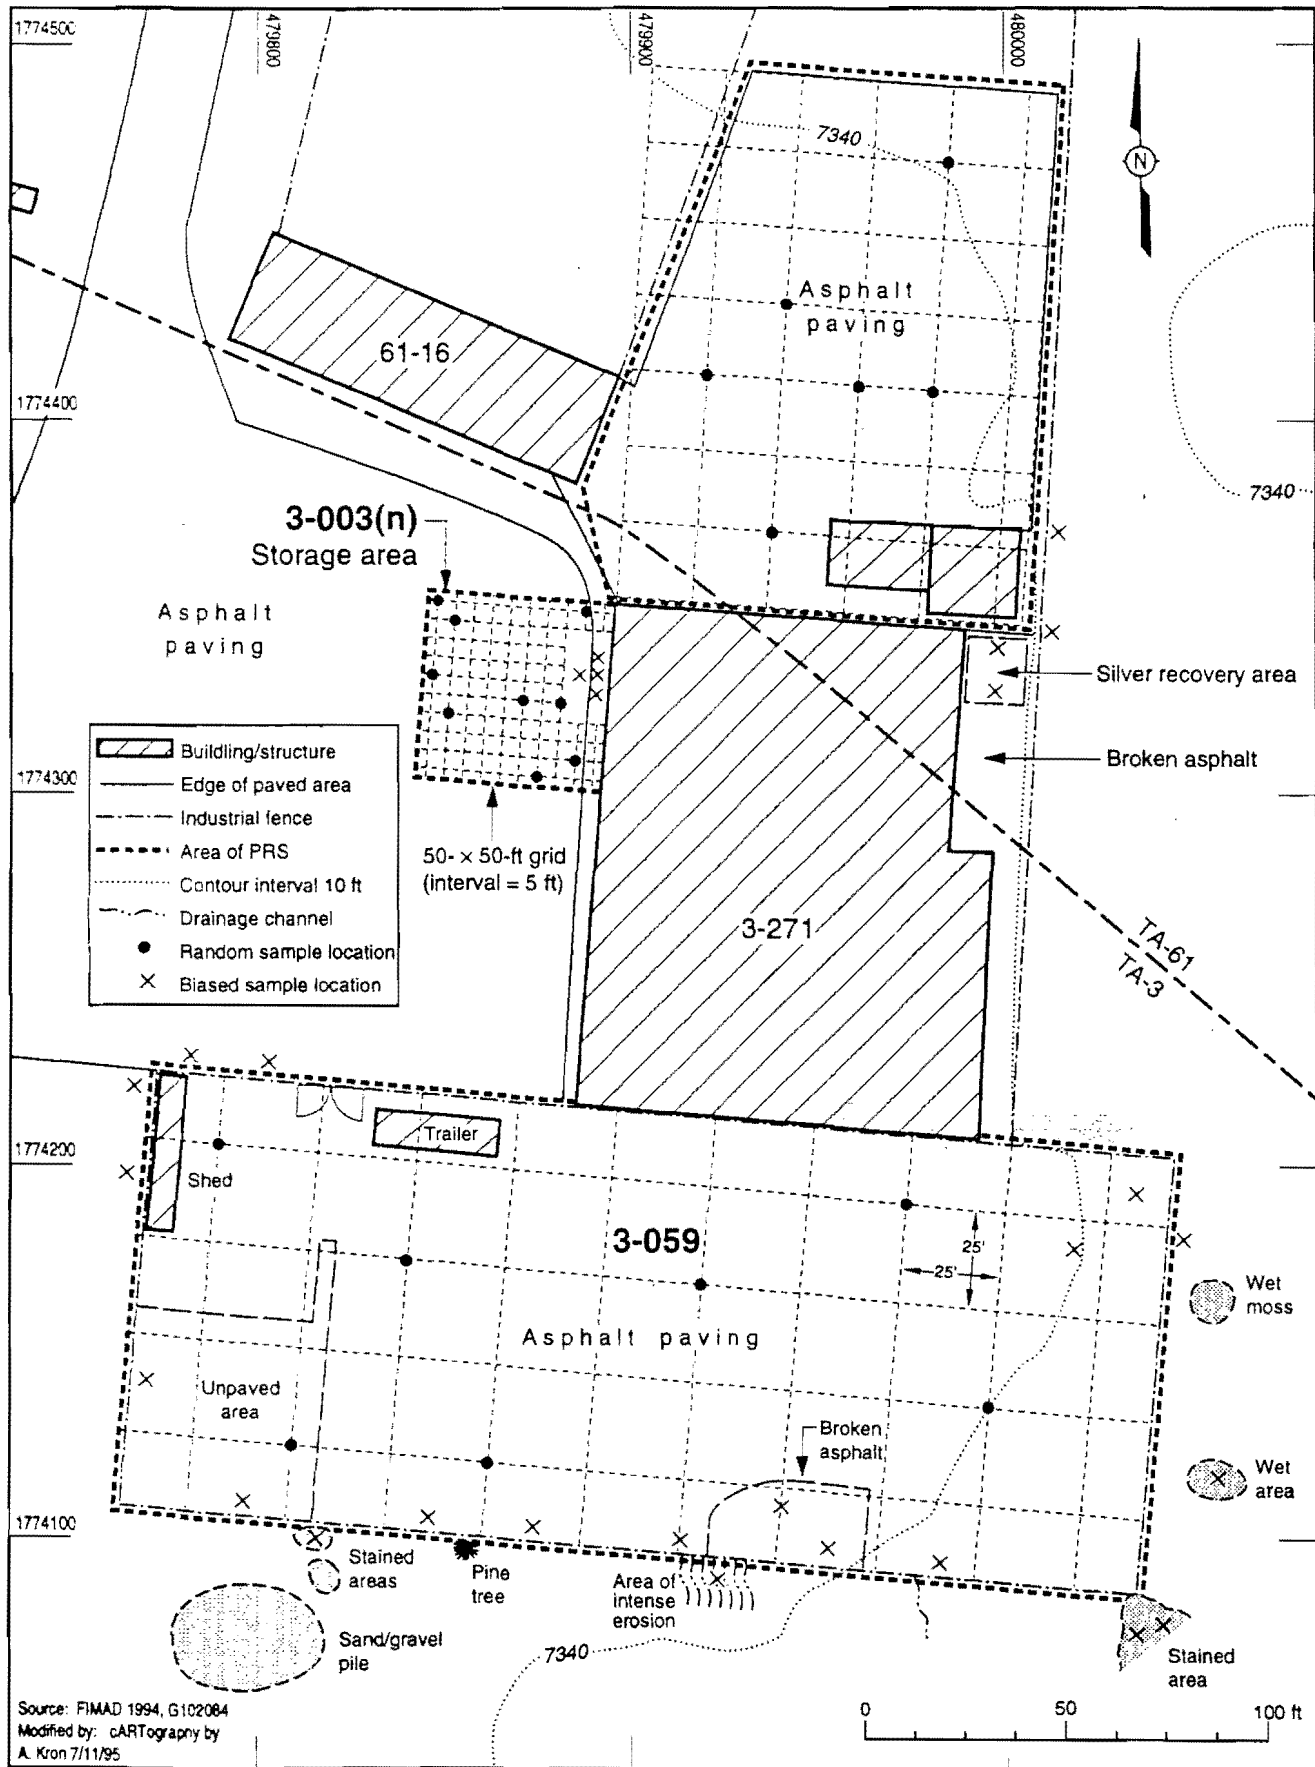 1774500
479800
479900
480000
7340
N
Asphalt
paving
61-16
1774400
7340
3-003(n)
Storage area
Asphalt
paving
Silver recovery area
Buildling/structure
Edge of paved area
Industrial fence
Area of PRS
Contour interval 10 ft
Drainage channel
Random sample location
Biased sample location
Broken asphalt
1774300
50- × 50-ft grid
(interval = 5 ft)
3-271
TA-61
TA-3
Trailer
1774200
Shed
3-059
25'
25'
Wet
moss
Asphalt paving
Unpaved
area
Broken
asphalt
Wet
area
1774100
Stained
areas
Pine
tree
Area of
intense
erosion
Sand/gravel
pile
7340
Stained
area
Source: FIMAD 1994, G102084
Modified by: cARTography by
A. Kron 7/11/95
0 50 100 ft